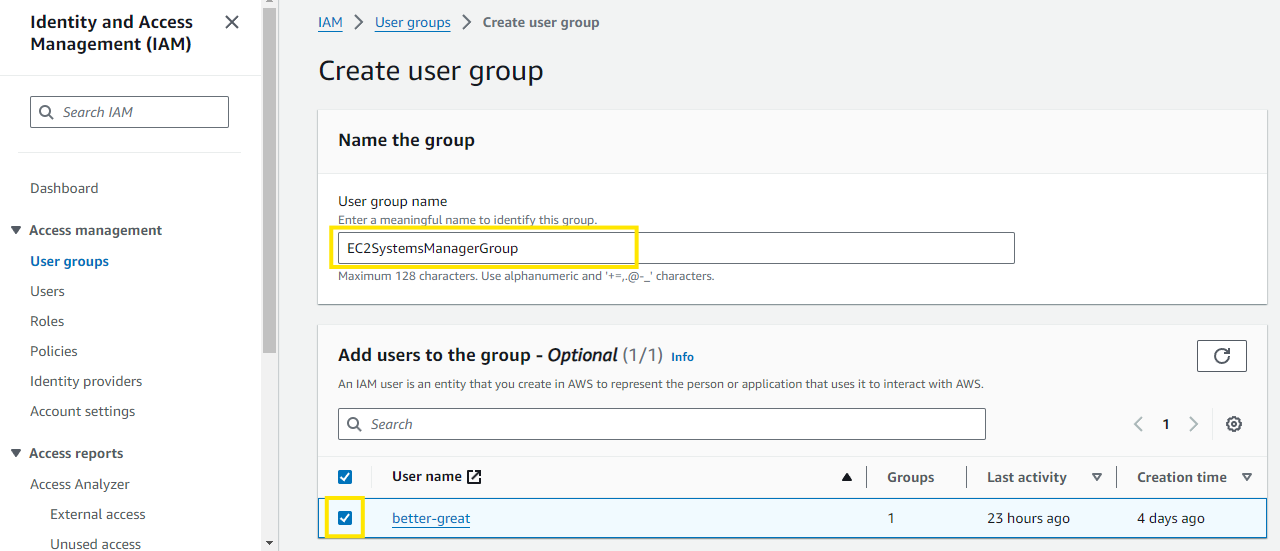 Identity and Access
Management (IAM)
Search IAM
Dashboard
Access management
User groups
Users
Roles
Policies
Identity providers
Account settings
Access reports
Access Analyzer
External access
Unused access
IAM > User groups > Create user group
Create user group
Name the group
User group name
Enter a meaningful name to identify this group.
EC2SystemsManagerGroup
Maximum 128 characters. Use alphanumeric and '+=,.@-_' characters.
Add users to the group - Optional (1/1) Info
An IAM user is an entity that you create in AWS to represent the person or application that uses it to interact with AWS.
Search
1
User name Groups Last activity Creation time
better-great 1 23 hours ago 4 days ago